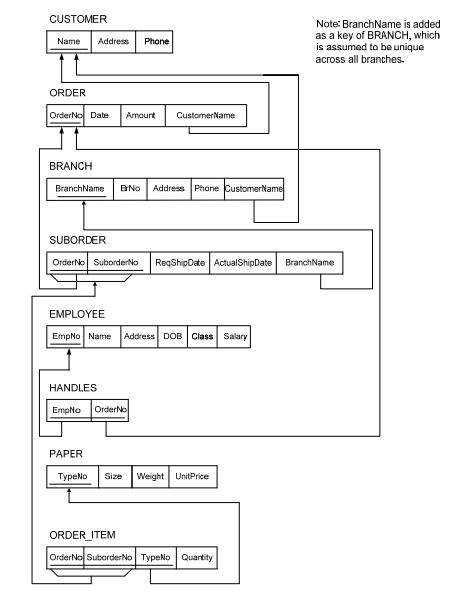 CUSTOMER
Name Address Phone
Note: BranchName is added
as a key of BRANCH, which
is assumed to be unique
across all branches.
ORDER
OrderNo Date Amount CustomerName
BRANCH
BranchName BrNo Address Phone CustomerName
SUBORDER
OrderNo SuborderNo ReqShipDate ActualShipDate BranchName
EMPLOYEE
EmpNo Name Address DOB Class Salary
HANDLES
EmpNo OrderNo
PAPER
TypeNo Size Weight UnitPrice
ORDER_ITEM
OrderNo SuborderNo TypeNo Quantity